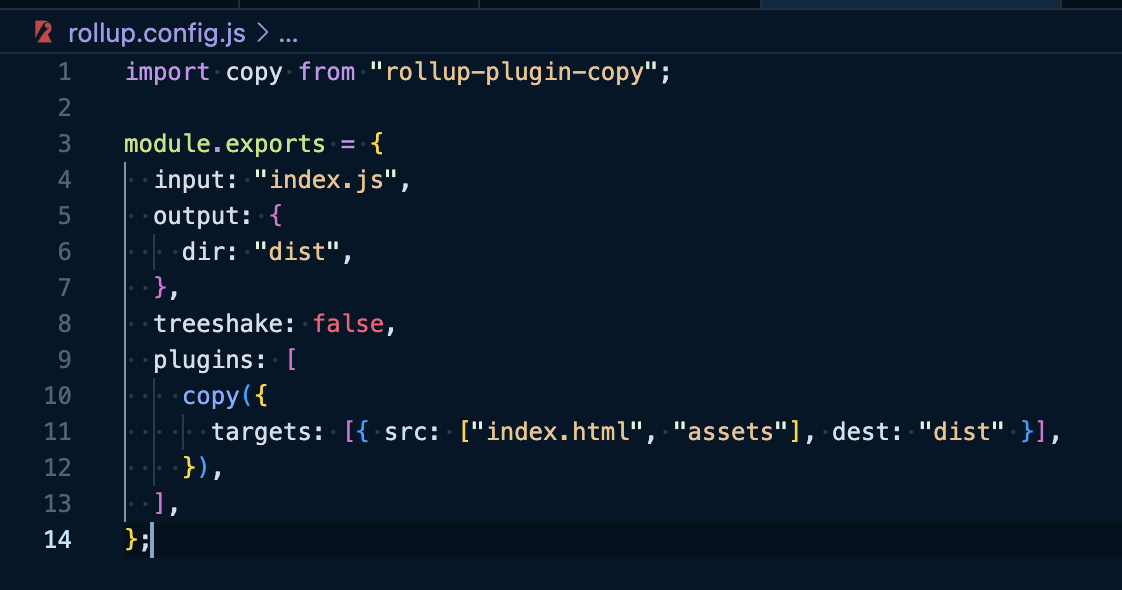 rollup.config.js > ...
1 import copy from "rollup-plugin-copy";
2
3 module.exports = {
4   input: "index.js",
5   output: {
6     dir: "dist",
7   },
8   treeshake: false,
9   plugins: [
10     copy({
11       targets: [{ src: ["index.html", "assets"], dest: "dist" }],
12     }),
13   ],
14 };